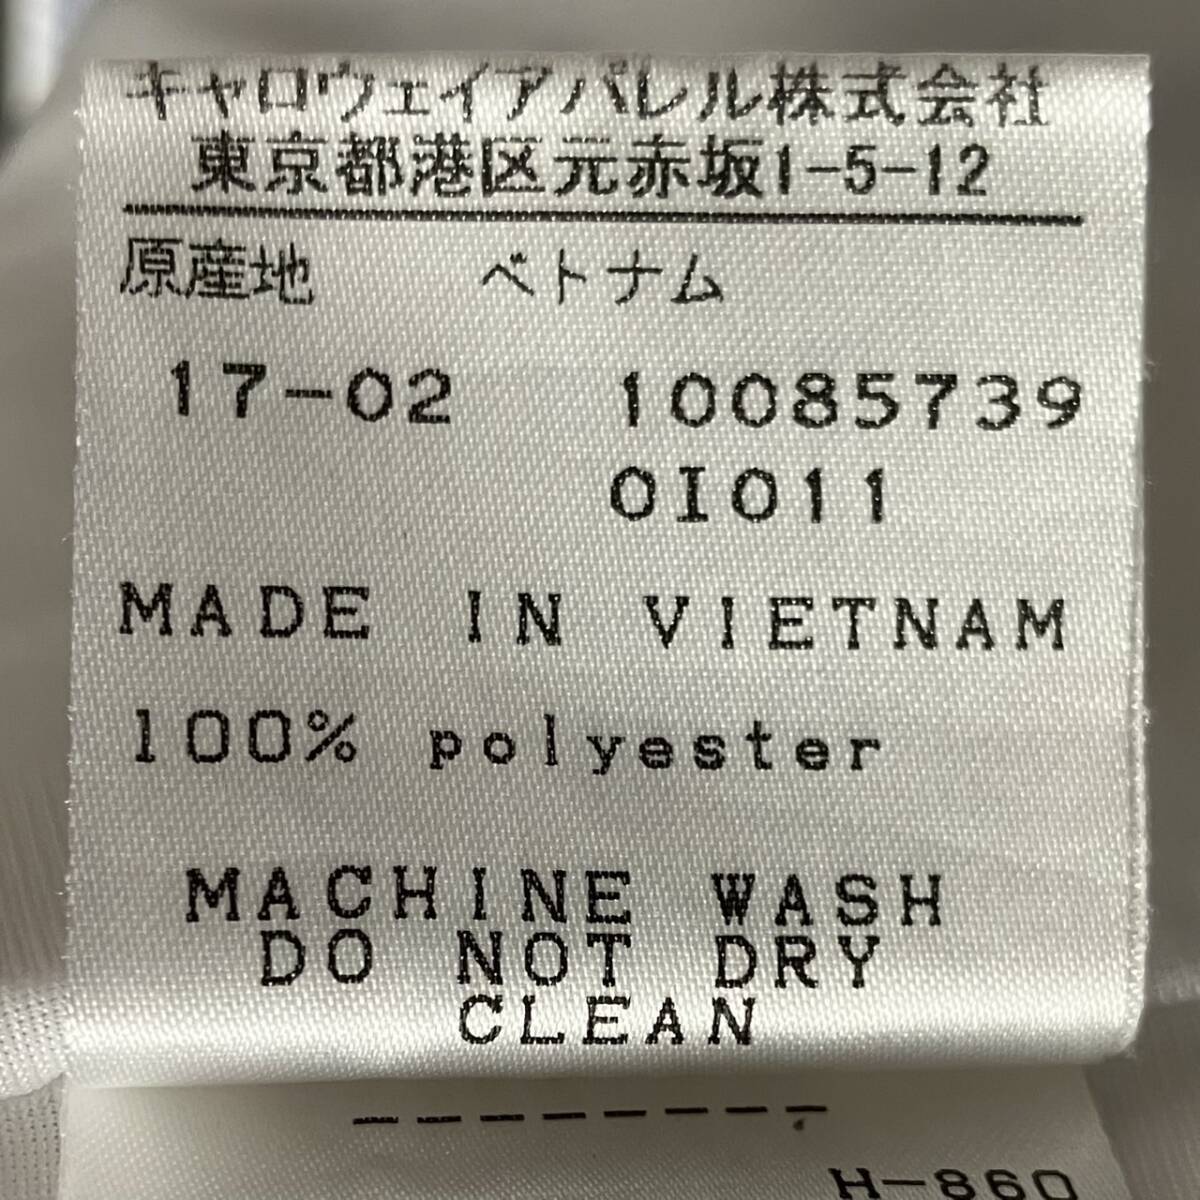 キャロウェイアパレル株式会社
東京都港区元赤坂1-5-12
原産地 ベトナム
17-02 10085739
0I011
MADE IN VIETNAM
100% polyester
MACHINE WASH
DO NOT DRY
CLEAN
H-860